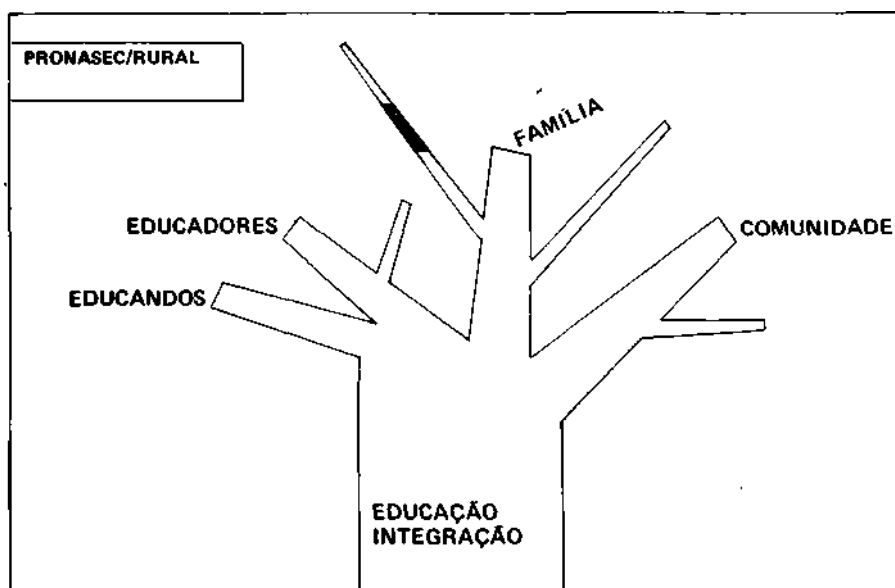 PRONASEC/RURAL
FAMÍLIA
EDUCADORES
COMUNIDADE
EDUCANDOS
EDUCAÇÃO
INTEGRAÇÃO